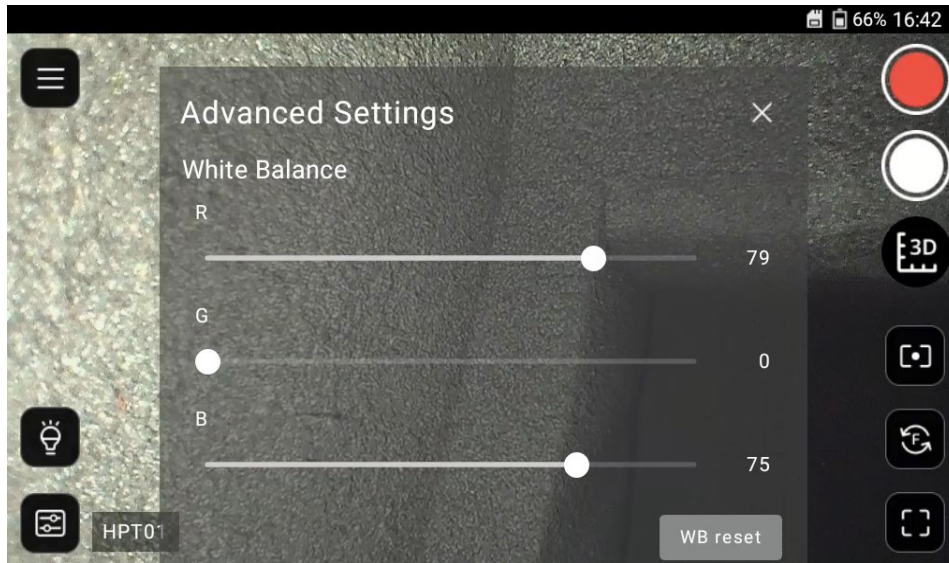 66% 16:42
Advanced Settings
White Balance
R
79
3D
G
0
B
F
75
HPT01
WB reset